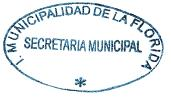 I. MUNICIPALIDAD DE LA FLORIDA
SECRETARIA MUNICIPAL
*